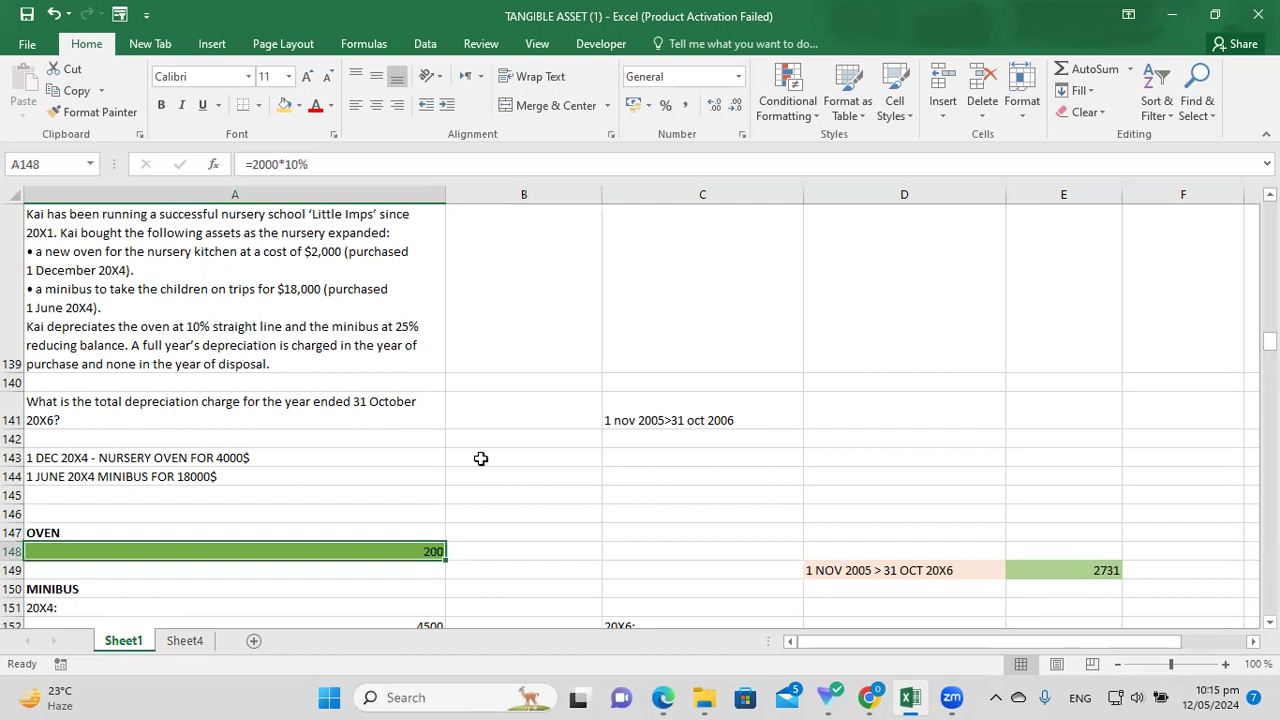 TANGIBLE ASSET (1) - Excel (Product Activation Failed)
File Home New Tab Insert Page Layout Formulas Data Review View Developer Tell me what you want to do... Share
Paste
Cut
Copy
Format Painter
Clipboard
Calibri 11
B I U
Font
Wrap Text
Merge & Center
Alignment
General
% ,
Number
Conditional Formatting
Format as Table
Cell Styles
Styles
Insert
Delete
Format
Cells
AutoSum
Fill
Clear
Sort & Filter
Find & Select
Editing
A148 fx =2000*10%
A B C D E F
Kai has been running a successful nursery school ‘Little Imps’ since
20X1. Kai bought the following assets as the nursery expanded:
• a new oven for the nursery kitchen at a cost of $2,000 (purchased
1 December 20X4).
• a minibus to take the children on trips for $18,000 (purchased
1 June 20X4).
Kai depreciates the oven at 10% straight line and the minibus at 25%
reducing balance. A full year’s depreciation is charged in the year of
139 purchase and none in the year of disposal.
140
What is the total depreciation charge for the year ended 31 October
141 20X6? 1 nov 2005>31 oct 2006
142
143 1 DEC 20X4 - NURSERY OVEN FOR 4000$
144 1 JUNE 20X4 MINIBUS FOR 18000$
145
146
147 OVEN
148 200
149 1 NOV 2005 > 31 OCT 20X6 2731
150 MINIBUS
151 20X4:
152 4500 20X6:
Sheet1 Sheet4
Ready 100 %
23°C
Haze
Search
5
0
ENG
10:15 pm
12/05/2024
7